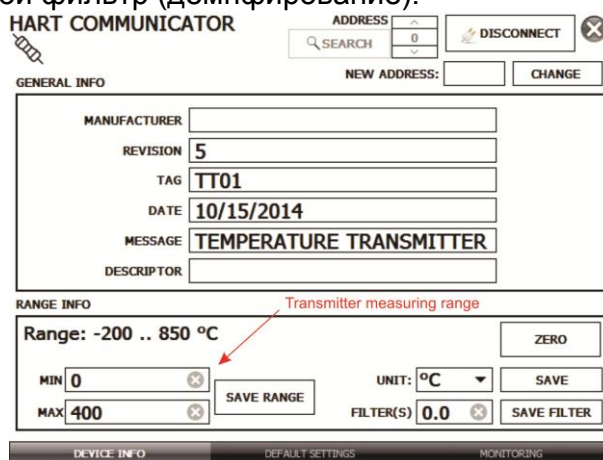 ой фильтр (демпфирование).
HART COMMUNICATOR
ADDRESS
SEARCH
0
DISCONNECT
NEW ADDRESS:
CHANGE
GENERAL INFO
MANUFACTURER
REVISION 5
TAG TT01
DATE 10/15/2014
MESSAGE TEMPERATURE TRANSMITTER
DESCRIPTOR
RANGE INFO
Transmitter measuring range
Range: -200 .. 850 ºC
ZERO
MIN 0
SAVE RANGE
UNIT: ºC
SAVE
MAX 400
FILTER(S) 0.0
SAVE FILTER
DEVICE INFO DEFAULT SETTINGS MONITORING